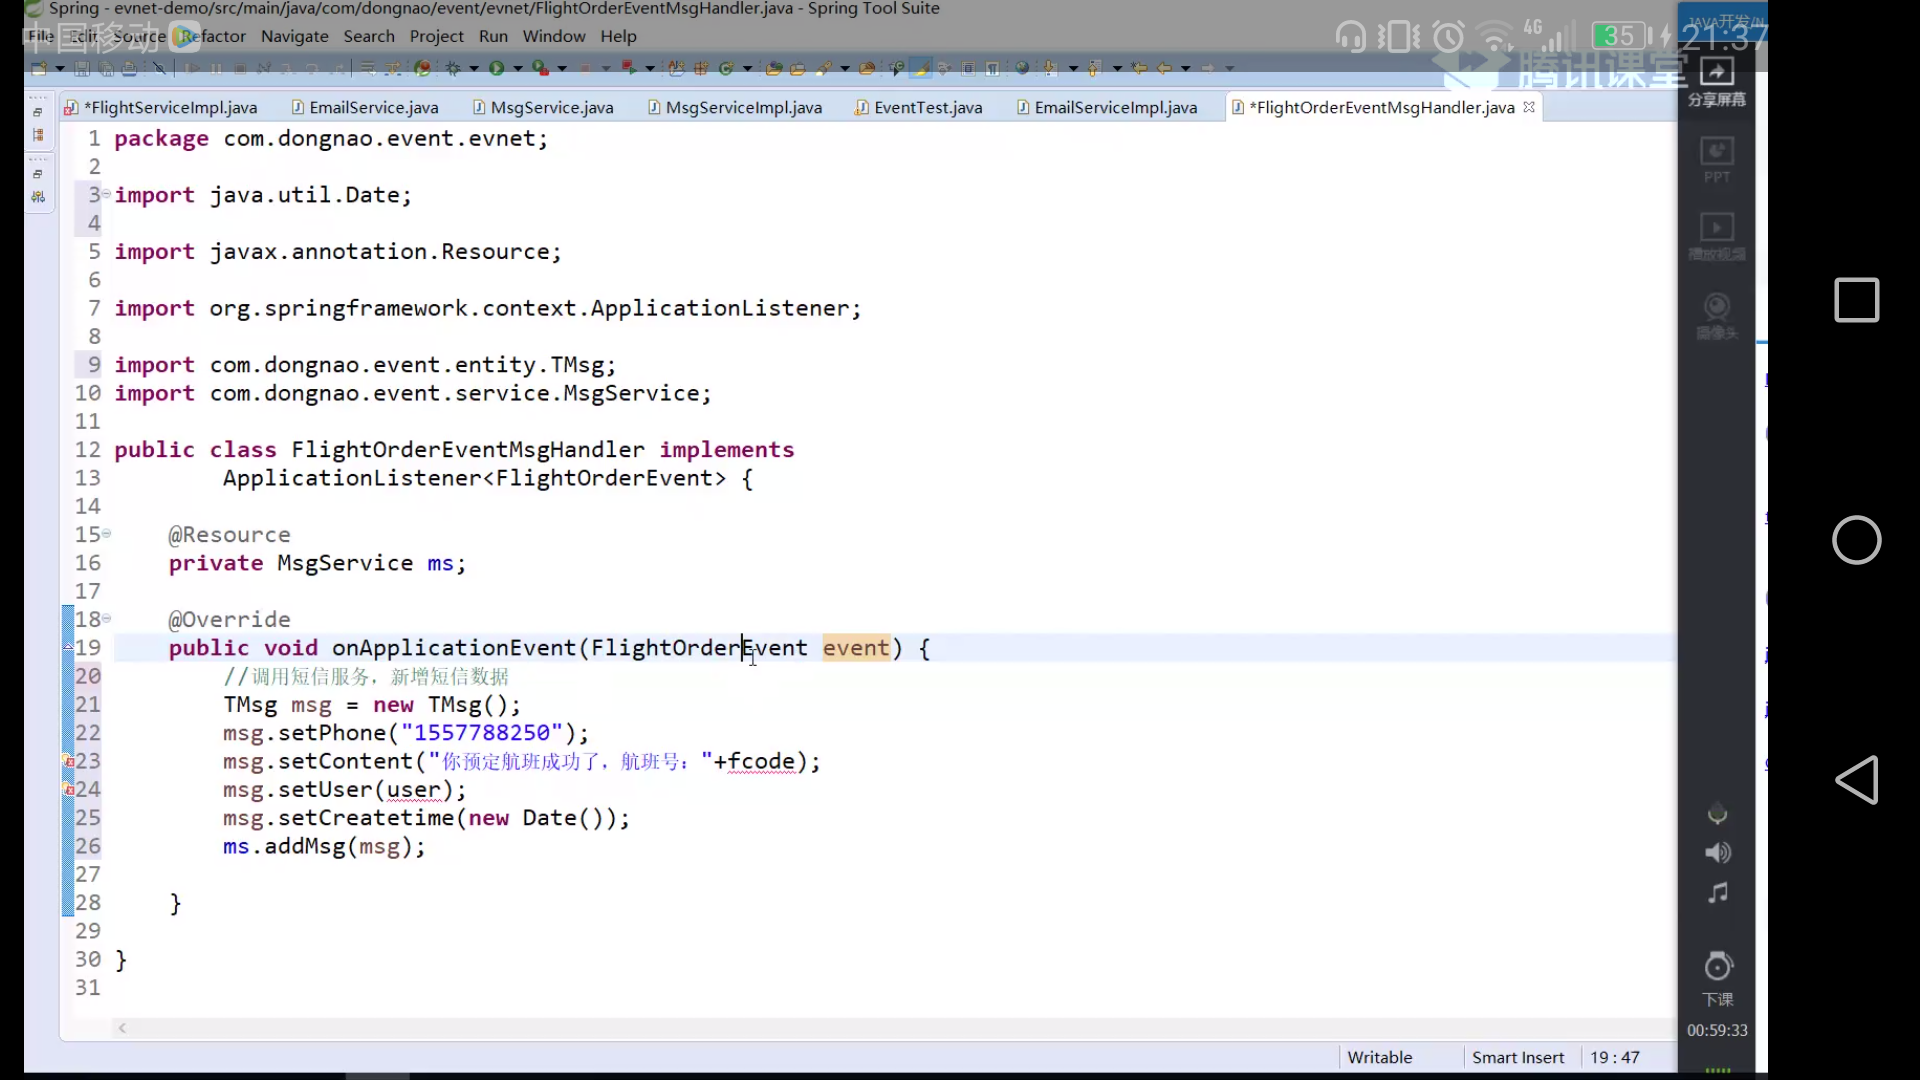 Spring - evnet-demo/src/main/java/com/dongnao/event/evnet/FlightOrderEventMsgHandler.java - Spring Tool Suite
中国移动
4G
35
21:37
JAVA开发/
File Edit Source Refactor Navigate Search Project Run Window Help
腾讯课堂
*FlightServiceImpl.java EmailService.java MsgService.java MsgServiceImpl.java EventTest.java EmailServiceImpl.java *FlightOrderEventMsgHandler.java
1 package com.dongnao.event.evnet;
2
3 import java.util.Date;
4
5 import javax.annotation.Resource;
6
7 import org.springframework.context.ApplicationListener;
8
9 import com.dongnao.event.entity.TMsg;
10 import com.dongnao.event.service.MsgService;
11
12 public class FlightOrderEventMsgHandler implements
13 ApplicationListener<FlightOrderEvent> {
14
15 @Resource
16 private MsgService ms;
17
18 @Override
19 public void onApplicationEvent(FlightOrderEvent event) {
20 //调用短信服务，新增短信数据
21 TMsg msg = new TMsg();
22 msg.setPhone("1557788250");
23 msg.setContent("你预定航班成功了，航班号："+fcode);
24 msg.setUser(user);
25 msg.setCreatetime(new Date());
26 ms.addMsg(msg);
27
28 }
29
30 }
31
Writable Smart Insert 19 : 47
分享屏幕
PPT
播放视频
摄像头
下课
00:59:33